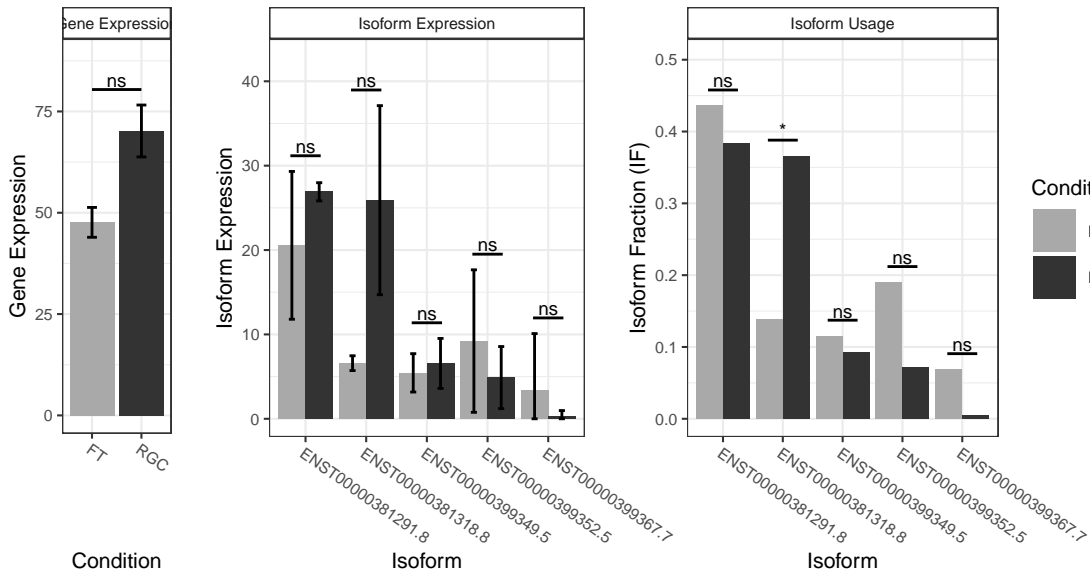 Gene Expression
Isoform Expression
Isoform Usage
Gene Expression
0
25
50
75
ns
FT
RGC
Condition
Isoform Expression
0
10
20
30
40
ns
ns
ns
ns
ns
ENST00000381291.8
ENST00000381318.8
ENST00000399349.5
ENST00000399352.5
ENST00000399367.7
Isoform
Isoform Fraction (IF)
0.0
0.1
0.2
0.3
0.4
0.5
ns
*
ns
ns
ns
ENST00000381291.8
ENST00000381318.8
ENST00000399349.5
ENST00000399352.5
ENST00000399367.7
Isoform